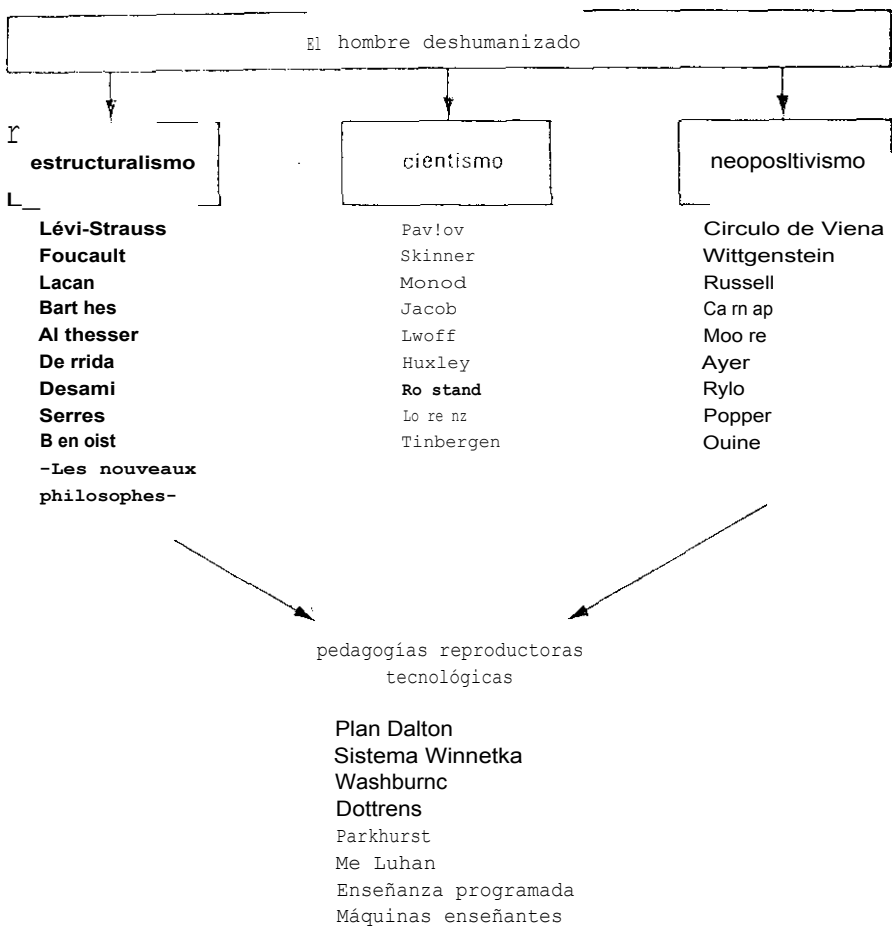 El hombre deshumanizado
estructuralismo
Lévi-Strauss
Foucault
Lacan
Bart hes
Al thesser
De rrida
Desami
Serres
B en oist
-Les nouveaux
philosophes-
cientismo
Pav!ov
Skinner
Monod
Jacob
Lwoff
Huxley
Ro stand
Lo re nz
Tinbergen
neoposltivismo
Circulo de Viena
Wittgenstein
Russell
Ca rn ap
Moo re
Ayer
Rylo
Popper
Ouine
pedagogías reproductoras
tecnológicas
Plan Dalton
Sistema Winnetka
Washburnc
Dottrens
Parkhurst
Me Luhan
Enseñanza programada
Máquinas enseñantes